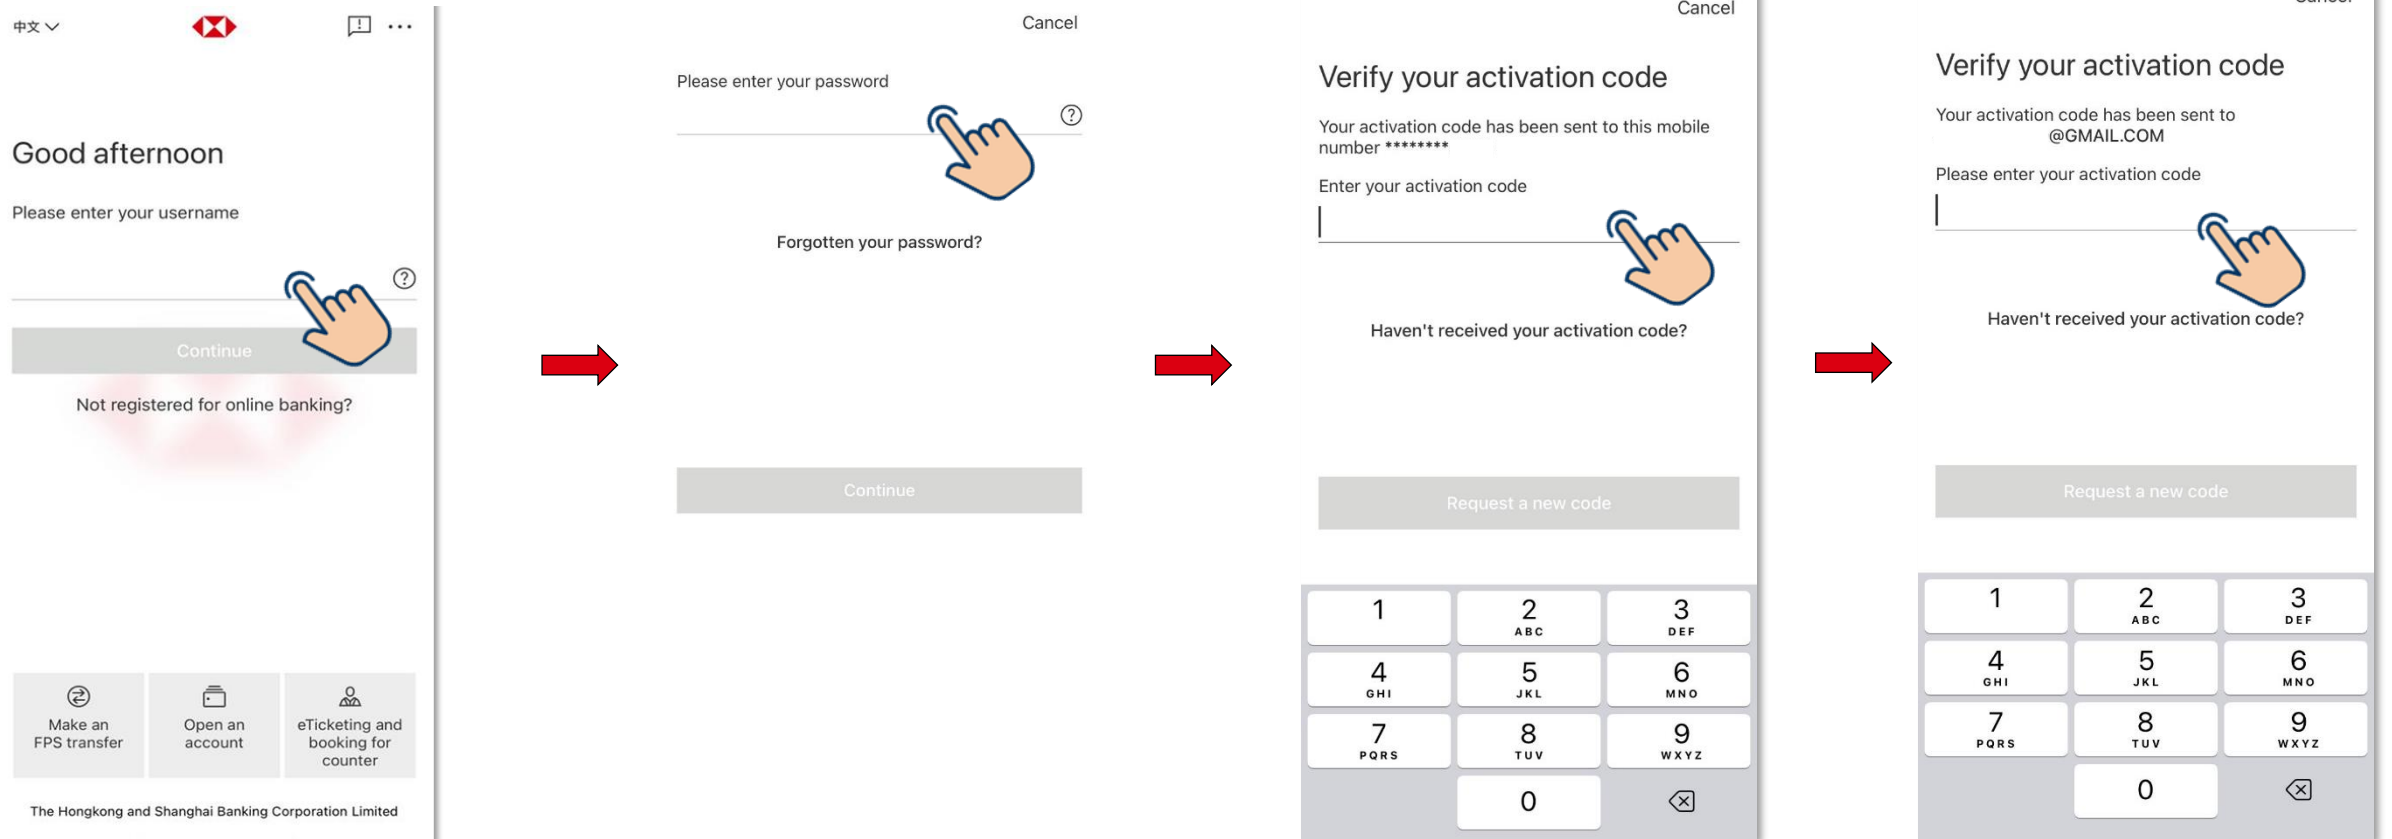 中文
Good afternoon
Please enter your username
Continue
Not registered for online banking?
Make an
FPS transfer
Open an
account
eTicketing and
booking for
counter
The Hongkong and Shanghai Banking Corporation Limited
Cancel
Please enter your password
Forgotten your password?
Continue
Cancel
Verify your activation code
Your activation code has been sent to this mobile
number ********
Enter your activation code
Haven't received your activation code?
Request a new code
1
2
ABC
3
DEF
4
GHI
5
JKL
6
MNO
7
PQRS
8
TUV
9
WXYZ
0
Verify your activation code
Your activation code has been sent to
@GMAIL.COM
Please enter your activation code
Haven't received your activation code?
Request a new code
1
2
ABC
3
DEF
4
GHI
5
JKL
6
MNO
7
PQRS
8
TUV
9
WXYZ
0